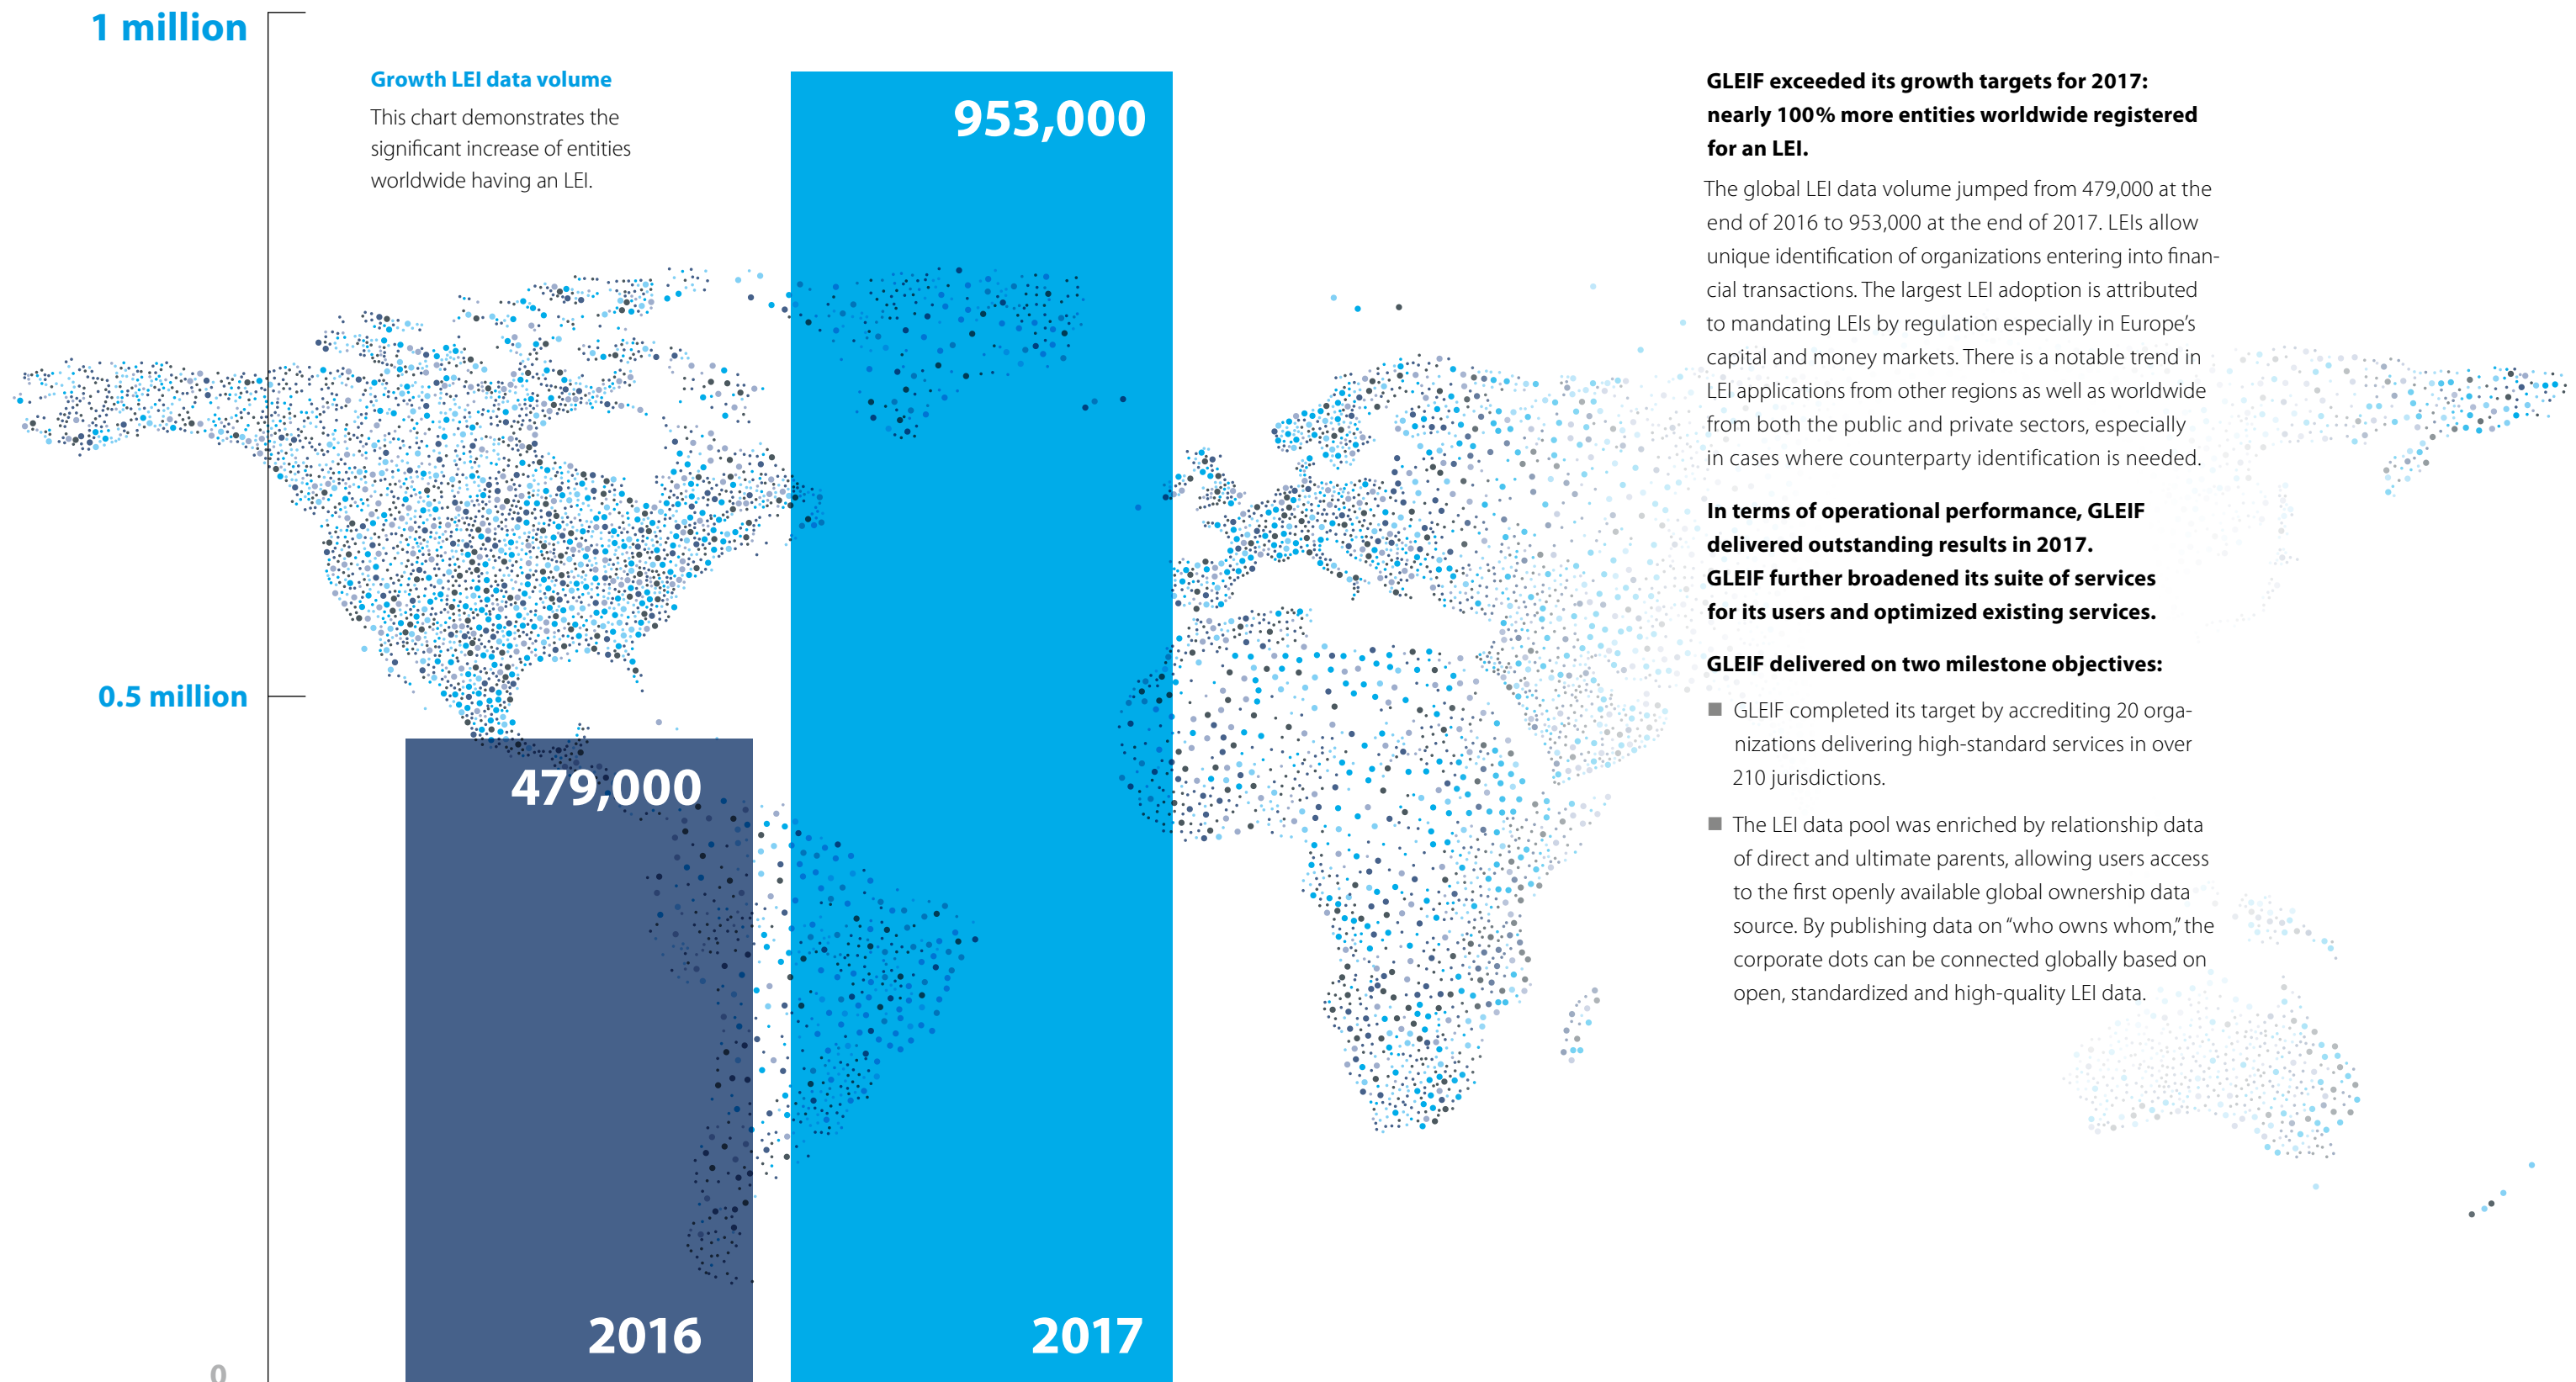 1 million
Growth LEI data volume
This chart demonstrates the
significant increase of entities
worldwide having an LEI.
0.5 million
0
479,000
2016
953,000
2017
GLEIF exceeded its growth targets for 2017:
nearly 100% more entities worldwide registered
for an LEI.
The global LEI data volume jumped from 479,000 at the
end of 2016 to 953,000 at the end of 2017. LEIs allow
unique identification of organizations entering into finan-
cial transactions. The largest LEI adoption is attributed
to mandating LEIs by regulation especially in Europe’s
capital and money markets. There is a notable trend in
LEI applications from other regions as well as worldwide
from both the public and private sectors, especially
in cases where counterparty identification is needed.
In terms of operational performance, GLEIF
delivered outstanding results in 2017.
GLEIF further broadened its suite of services
for its users and optimized existing services.
GLEIF delivered on two milestone objectives:
■ GLEIF completed its target by accrediting 20 orga-
nizations delivering high-standard services in over
210 jurisdictions.
■ The LEI data pool was enriched by relationship data
of direct and ultimate parents, allowing users access
to the first openly available global ownership data
source. By publishing data on “who owns whom,” the
corporate dots can be connected globally based on
open, standardized and high-quality LEI data.